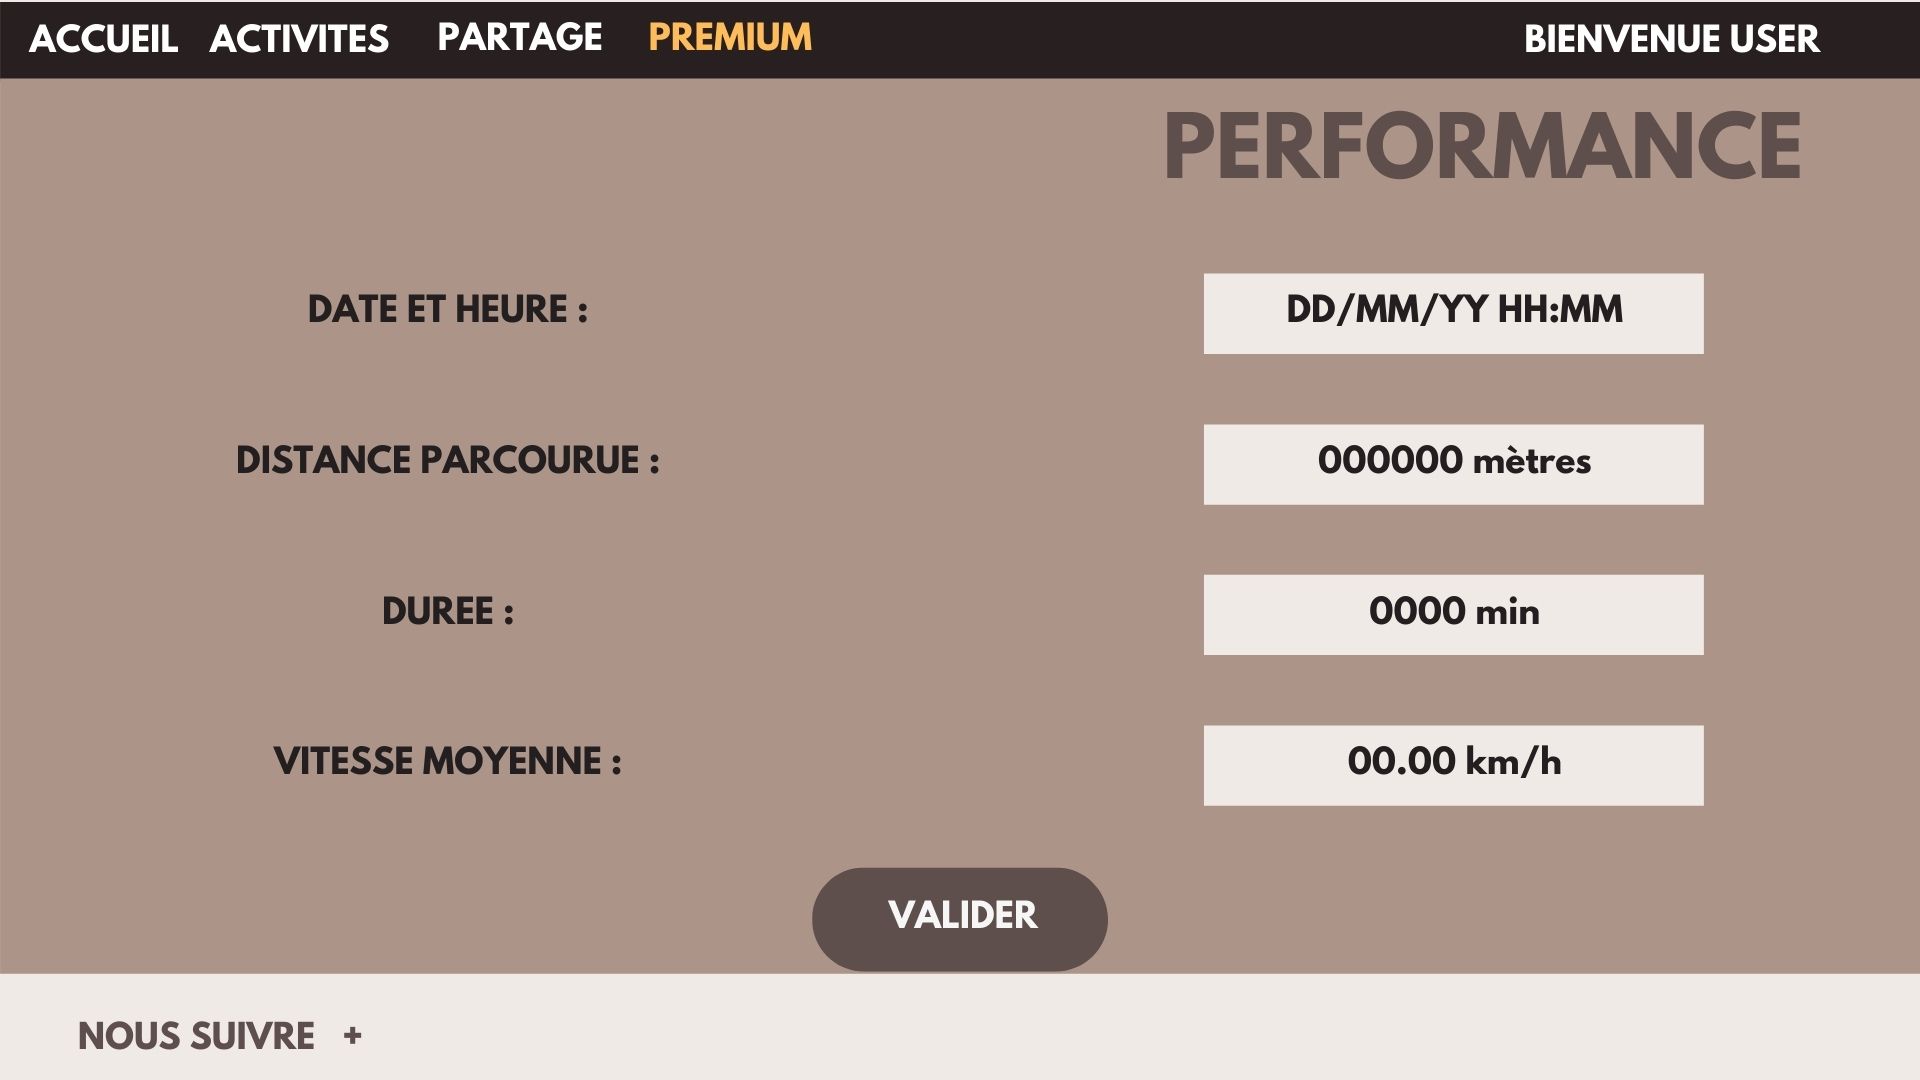 ACCUEIL ACTIVITES PARTAGE PREMIUM BIENVENUE USER
PERFORMANCE
DATE ET HEURE : DD/MM/YY HH:MM
DISTANCE PARCOURUE : 000000 mètres
DUREE : 0000 min
VITESSE MOYENNE : 00.00 km/h
VALIDER
NOUS SUIVRE +